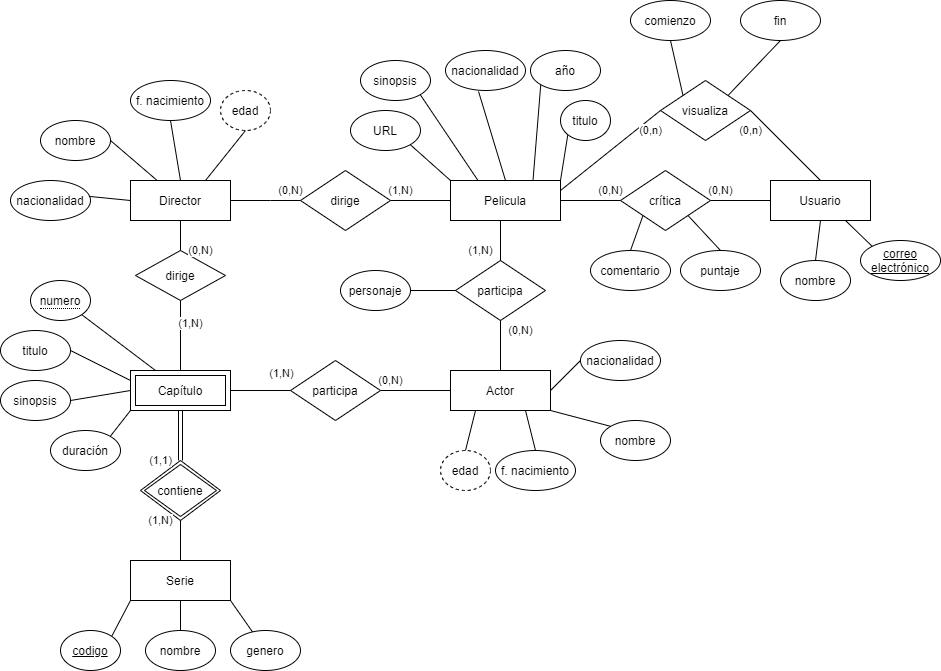 comienzo
fin
sinopsis
nacionalidad
año
f. nacimiento
edad
visualiza
URL
titulo
(0,n)
(0,n)
nombre
nacionalidad
Director
(0,N)
dirige
(1,N)
Pelicula
(0,N)
crítica
(0,N)
Usuario
(0,N)
dirige
(1,N)
comentario
puntaje
nombre
correo
electrónico
personaje
participa
numero
(1,N)
(0,N)
titulo
nacionalidad
sinopsis
Capítulo
(1,N)
participa
(0,N)
Actor
duración
nombre
(1,1)
edad
f. nacimiento
contiene
(1,N)
Serie
codigo
nombre
genero